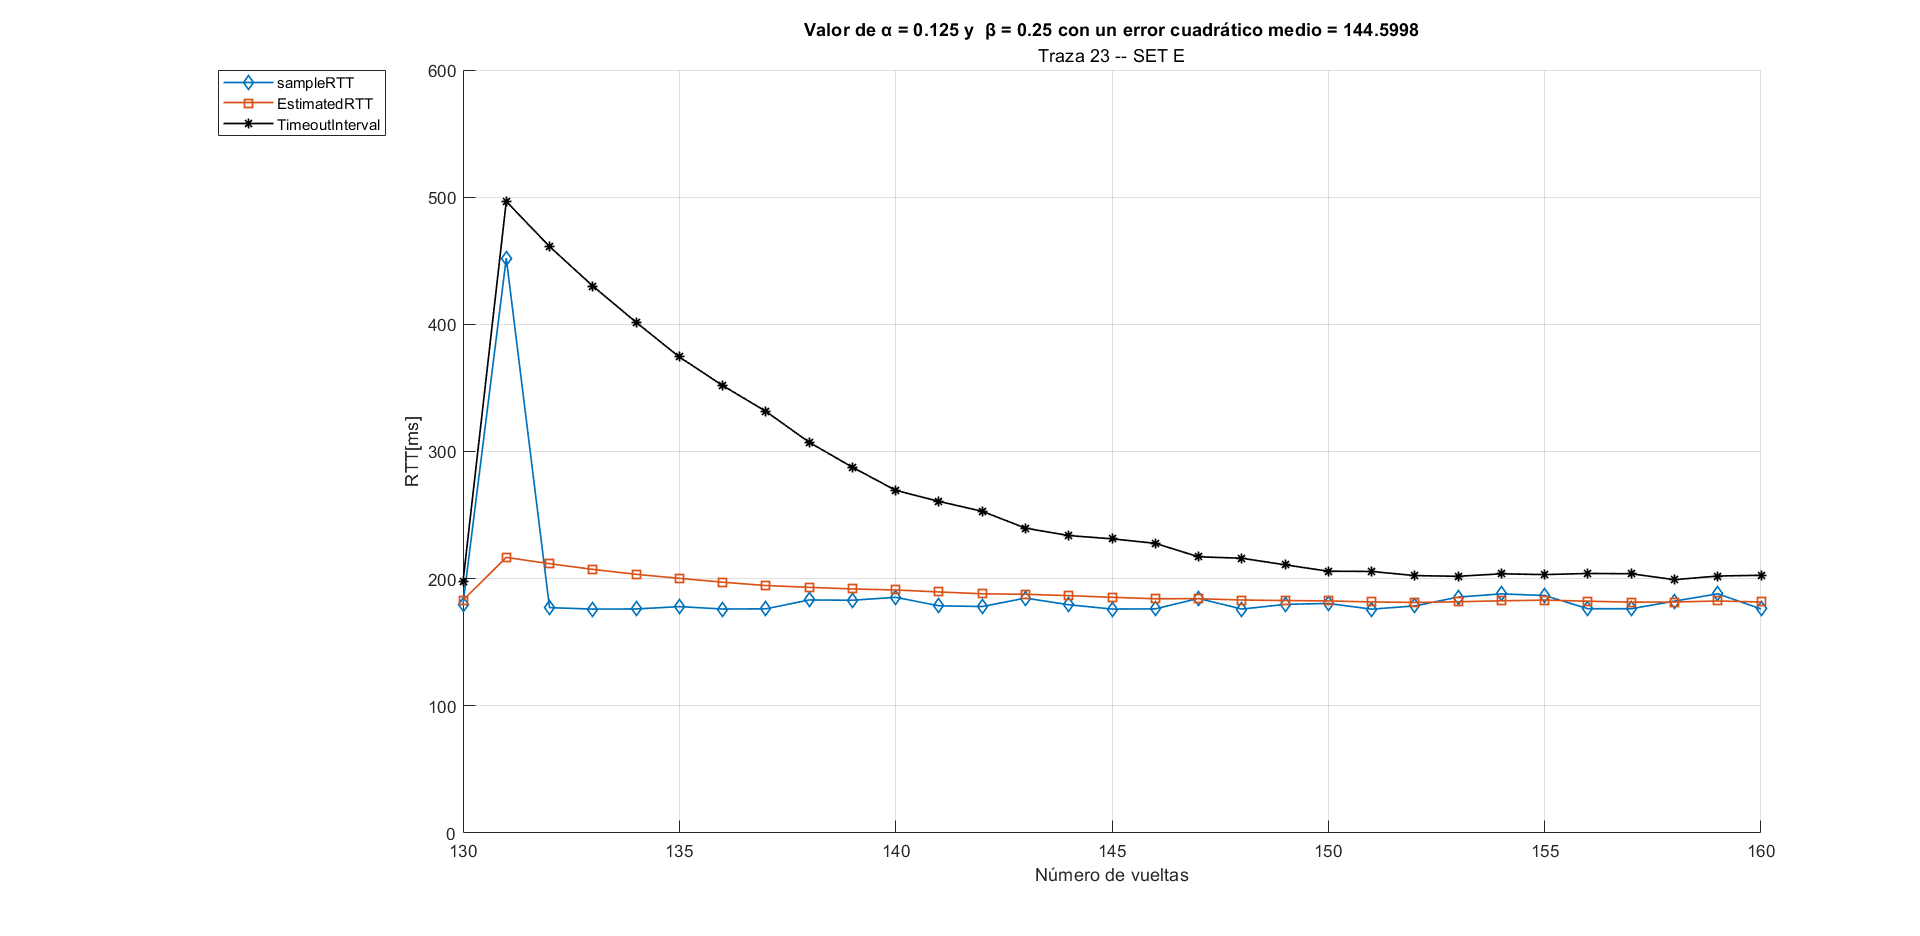 Valor de α = 0.125 y  β = 0.25 con un error cuadrático medio = 144.5998
Traza 23 -- SET E
sampleRTT
EstimatedRTT
TimeoutInterval
RTT[ms]
600
500
400
300
200
100
0
130 135 140 145 150 155 160
Número de vueltas